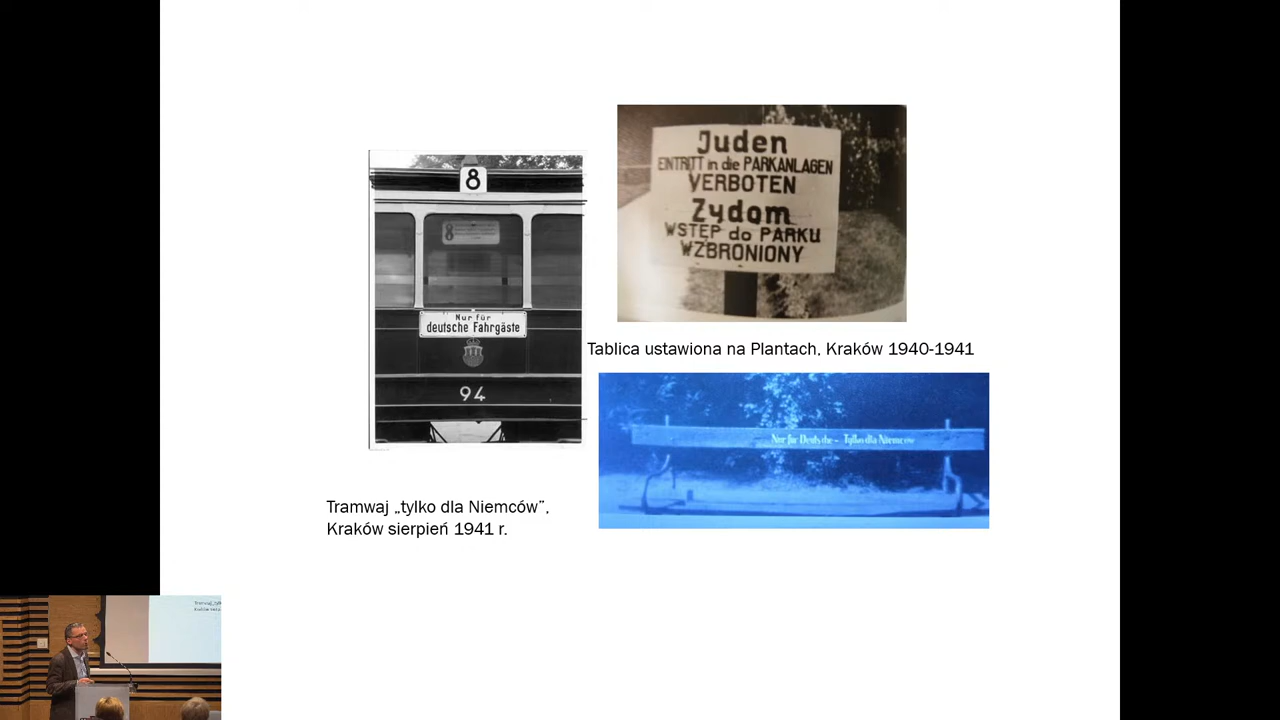 8
8
Nur für
deutsche Fahrgäste
94
Juden
EINTRITT in die PARKANLAGEN
VERBOTEN
Żydom
WSTĘP do PARKU
WZBRONIONY
Tablica ustawiona na Plantach, Kraków 1940-1941
Nur für Deutsche - Tylko dla Niemców
Tramwaj „tylko dla Niemców”,
Kraków sierpień 1941 r.